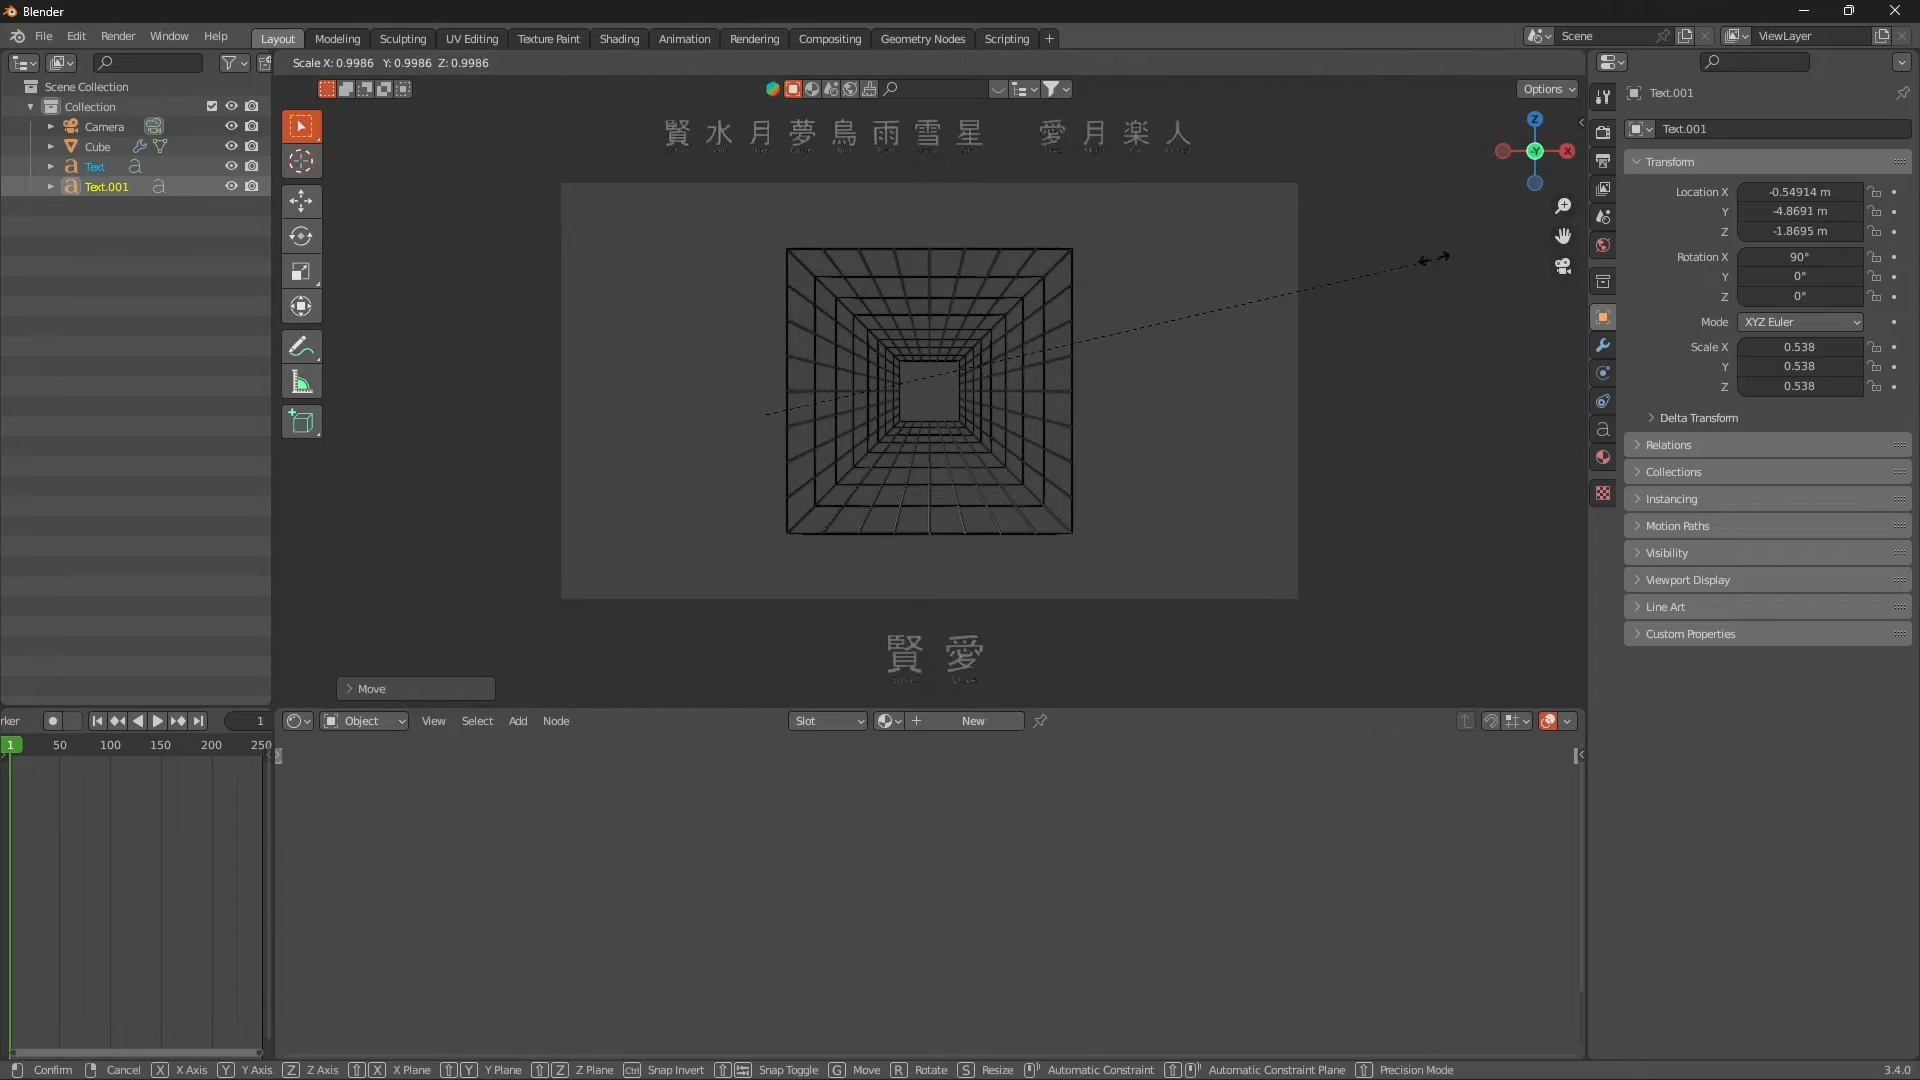 Blender
File Edit Render Window Help Layout Modeling Sculpting UV Editing Texture Paint Shading Animation Rendering Compositing Geometry Nodes Scripting + Scene ViewLayer
Scale X: 0.9986 Y: 0.9986 Z: 0.9986
Options
Scene Collection
Collection
Camera
Cube
Text
Text.001
賢 水 月 夢 鳥 雨 雪 星 愛 月 楽 人
Z
-Y X
賢 愛
Move
Text.001
Text.001
Transform
Location X -0.54914 m
Y -4.8691 m
Z -1.8695 m
Rotation X 90°
Y 0°
Z 0°
Mode XYZ Euler
Scale X 0.538
Y 0.538
Z 0.538
Delta Transform
Relations
Collections
Instancing
Motion Paths
Visibility
Viewport Display
Line Art
Custom Properties
rker 1
1 50 100 150 200 250
Object View Select Add Node Slot New
Confirm Cancel X X Axis Y Y Axis Z Z Axis X X Plane Y Y Plane Z Z Plane Ctrl Snap Invert Snap Toggle G Move R Rotate S Resize Automatic Constraint Automatic Constraint Plane Precision Mode 3.4.0